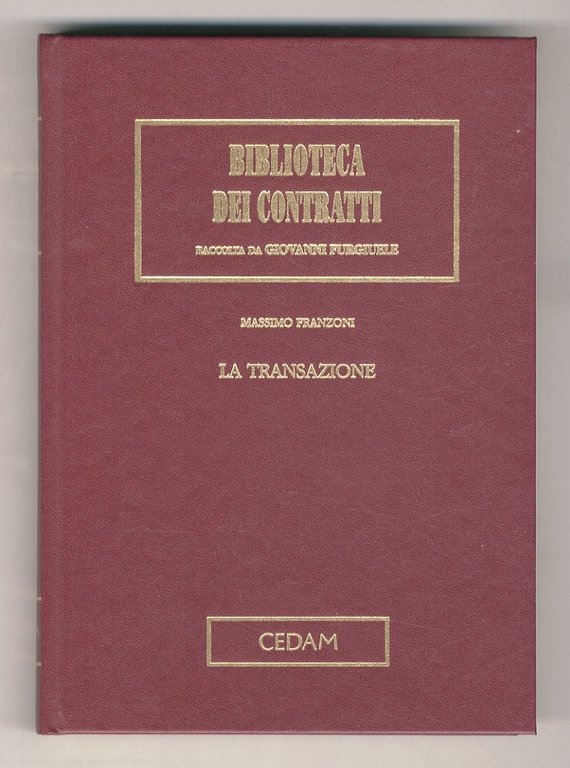 BIBLIOTECA
DEI CONTRATTI
RACCOLTA DA GIOVANNI FURGIUELE
MASSIMO FRANZONI
LA TRANSAZIONE
CEDAM